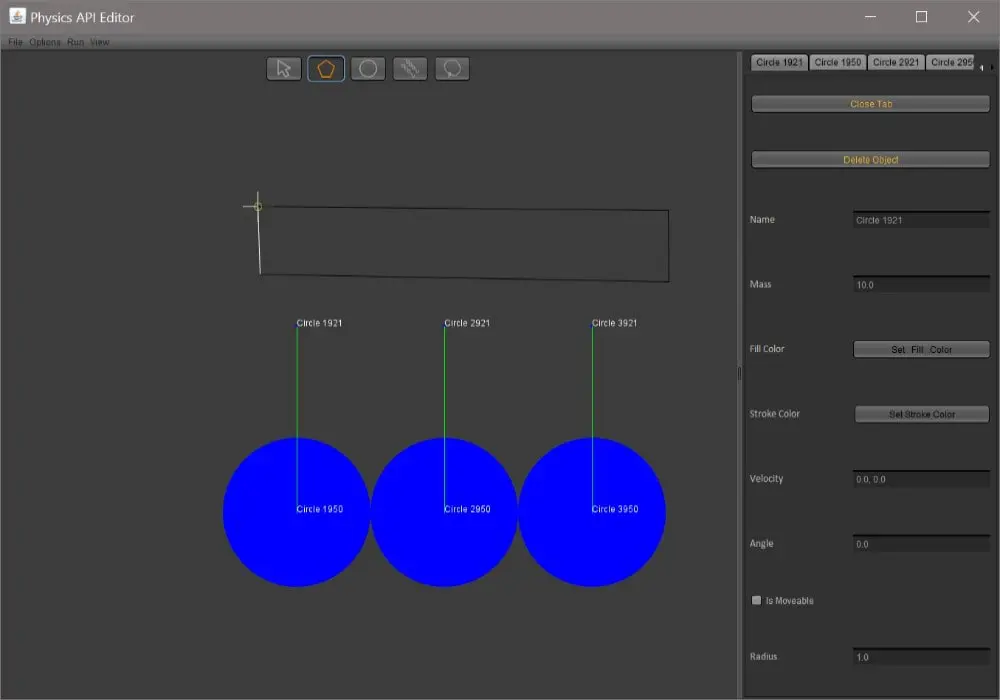 Physics API Editor
File Options Run View
Circle 1921 Circle 1950 Circle 2921 Circle 295
Close Tab
Delete Object
Name Circle 1921
Mass 10.0
Fill Color Set Fill Color
Stroke Color Set Stroke Color
Velocity 0.0, 0.0
Angle 0.0
Is Moveable
Radius 1.0
Circle 1921 Circle 2921 Circle 3921
Circle 1950 Circle 2950 Circle 3950